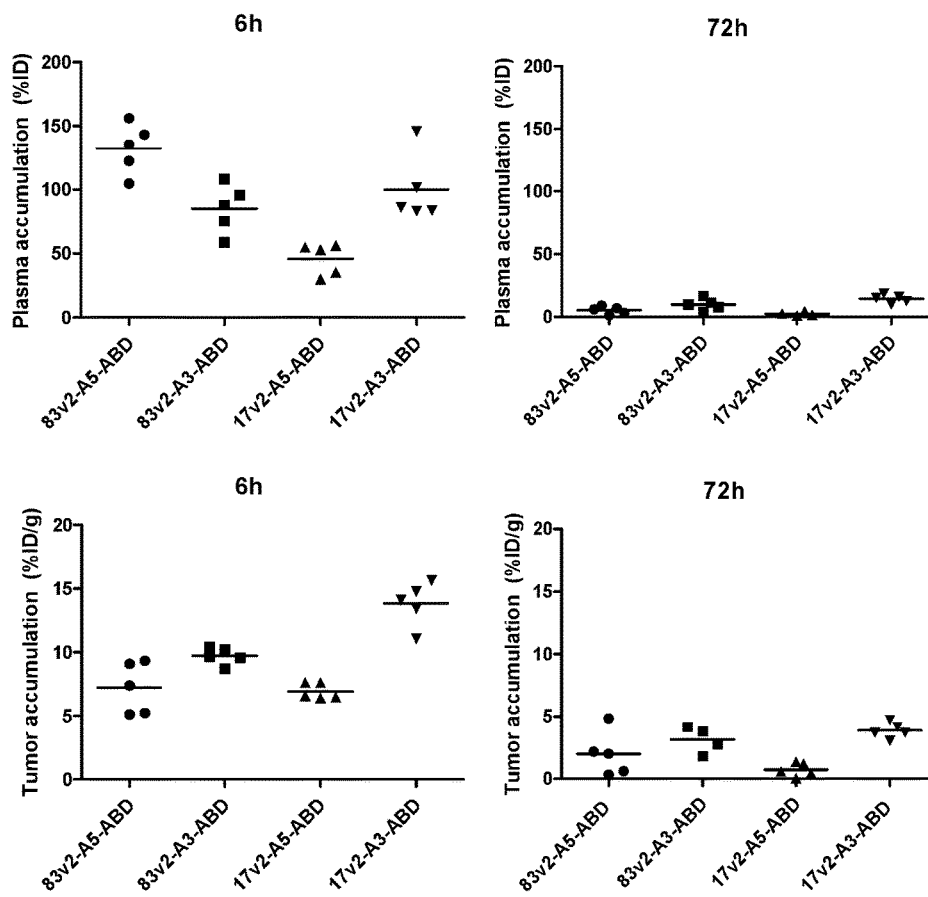 6h
Plasma accumulation (%ID)
200
150
100
50
0
83v2-A5-ABD
83v2-A3-ABD
17v2-A5-ABD
17v2-A3-ABD
72h
Plasma accumulation (%ID)
200
150
100
50
0
83v2-A5-ABD
83v2-A3-ABD
17v2-A5-ABD
17v2-A3-ABD
6h
Tumor accumulation (%ID/g)
20
15
10
5
0
83v2-A5-ABD
83v2-A3-ABD
17v2-A5-ABD
17v2-A3-ABD
72h
Tumor accumulation (%ID/g)
20
15
10
5
0
83v2-A5-ABD
83v2-A3-ABD
17v2-A5-ABD
17v2-A3-ABD